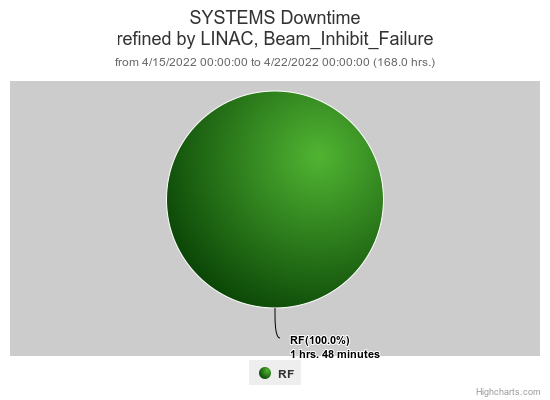 SYSTEMS Downtime
refined by LINAC, Beam_Inhibit_Failure
from 4/15/2022 00:00:00 to 4/22/2022 00:00:00 (168.0 hrs.)
RF(100.0%)
1 hrs, 48 minutes
RF
Highcharts.com